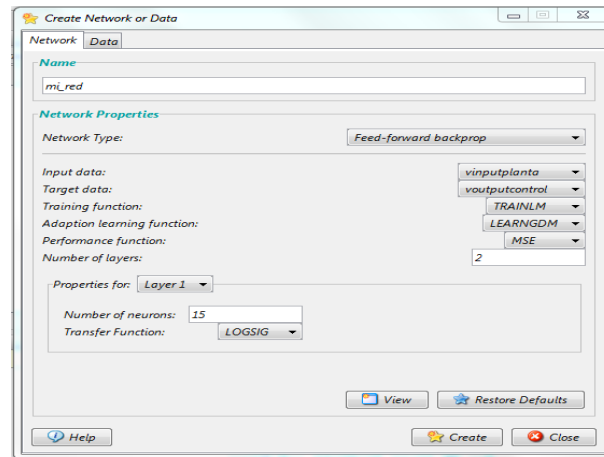 Create Network or Data
Network Data
Name
mi_red
Network Properties
Network Type: Feed-forward backprop
Input data: vinputplanta
Target data: voutputcontrol
Training function: TRAINLM
Adaption learning function: LEARNGDM
Performance function: MSE
Number of layers: 2
Properties for: Layer 1
Number of neurons: 15
Transfer Function: LOGSIG
View Restore Defaults
Help Create Close